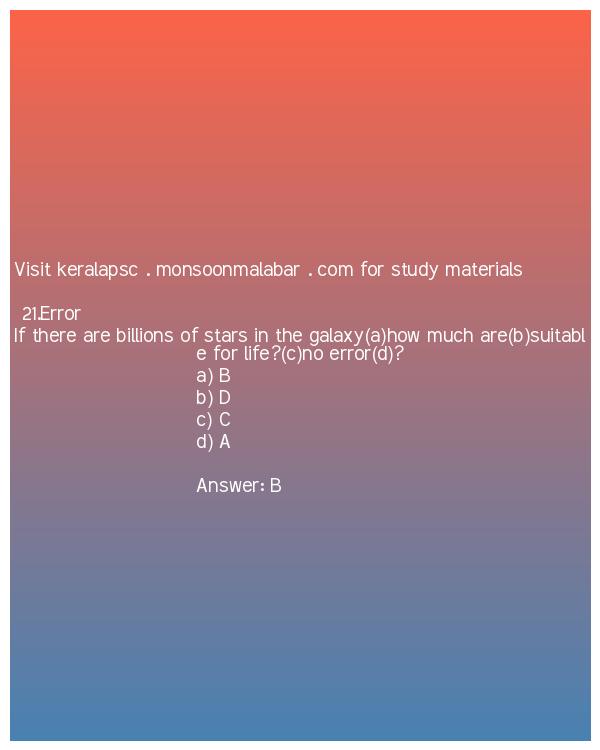 Visit keralapsc . monsoonmalabar . com for study materials
21.Error
If there are billions of stars in the galaxy(a)how much are(b)suitabl
e for life?(c)no error(d)?
a) B
b) D
c) C
d) A
Answer: B